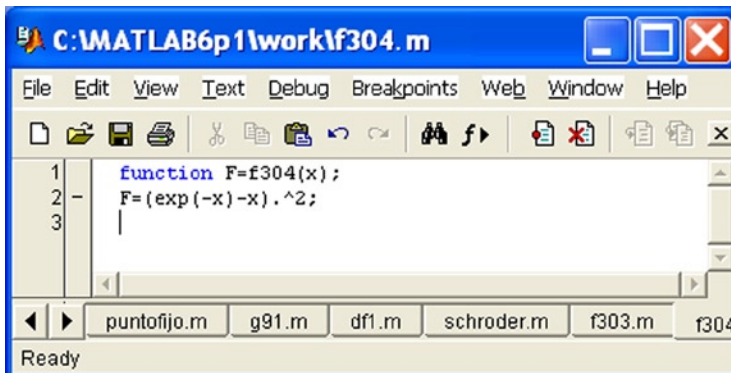 C:\MATLAB6p1\work\f304.m
File Edit View Text Debug Breakpoints Web Window Help
1 function F=f304(x);
2 - F=(exp(-x)-x).^2;
3
puntofijo.m g91.m df1.m schroder.m f303.m f304
Ready